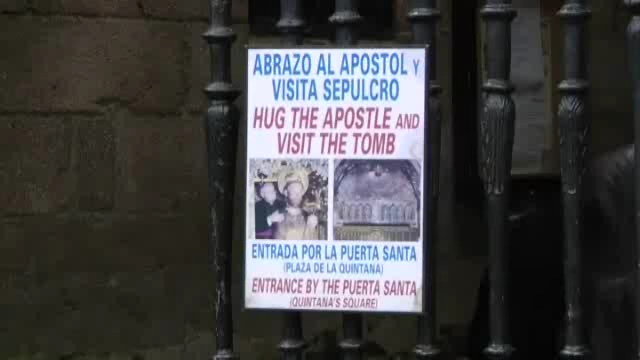 ABRAZO AL APOSTOL Y
VISITA SEPULCRO
HUG THE APOSTLE AND
VISIT THE TOMB
ENTRADA POR LA PUERTA SANTA
(PLAZA DE LA QUINTANA)
ENTRANCE BY THE PUERTA SANTA
(QUINTANA'S SQUARE)